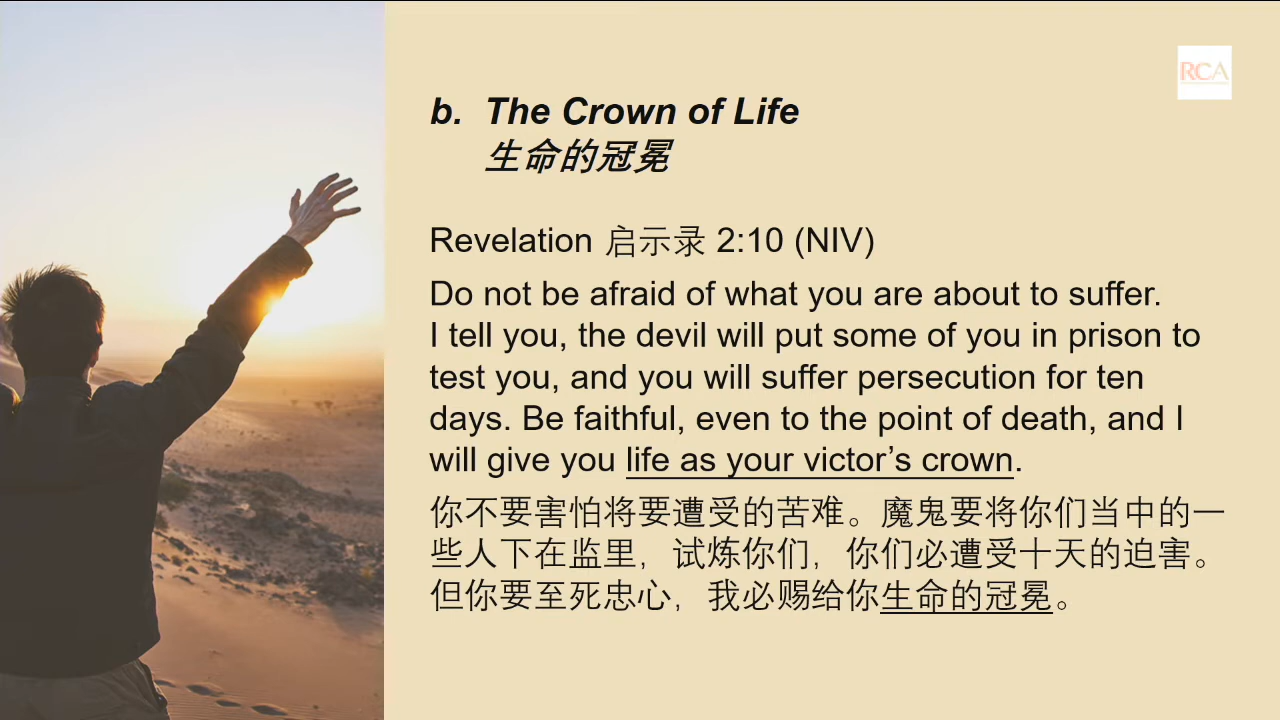 RCA
b. The Crown of Life
生命的冠冕
Revelation 启示录 2:10 (NIV)
Do not be afraid of what you are about to suffer.
I tell you, the devil will put some of you in prison to
test you, and you will suffer persecution for ten
days. Be faithful, even to the point of death, and I
will give you life as your victor’s crown.
你不要害怕将要遭受的苦难。魔鬼要将你们当中的一
些人下在监里，试炼你们，你们必遭受十天的迫害。
但你要至死忠心，我必赐给你生命的冠冕。